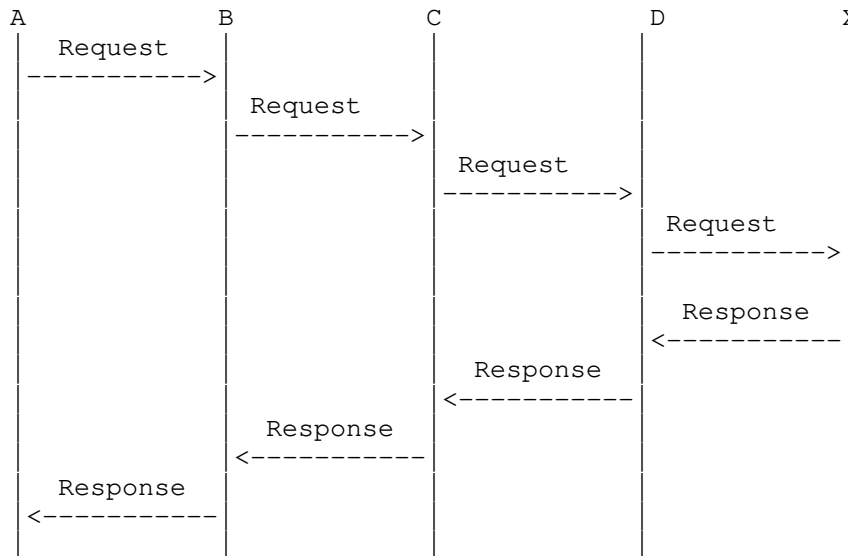 A B C D X
Request
Request
Request
Request
Response
Response
Response
Response